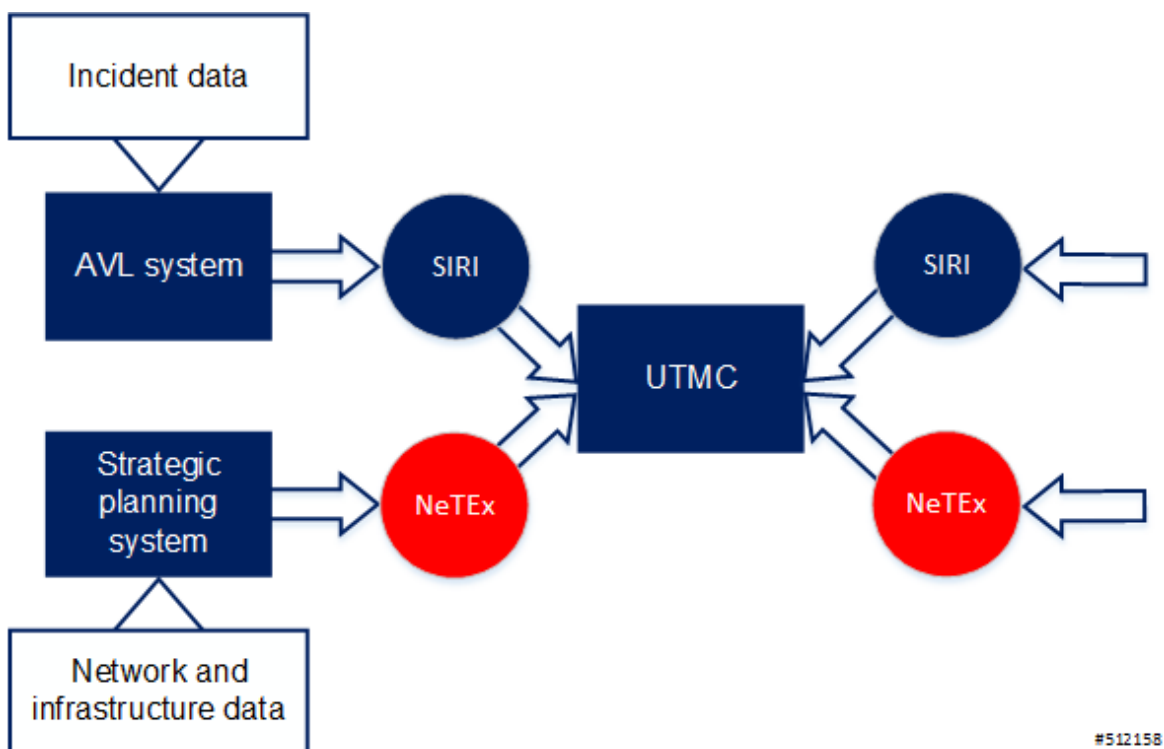 Incident data
AVL system
SIRI
SIRI
UTMC
Strategic
planning
system
NeTEx
NeTEx
Network and
infrastructure data
#512158